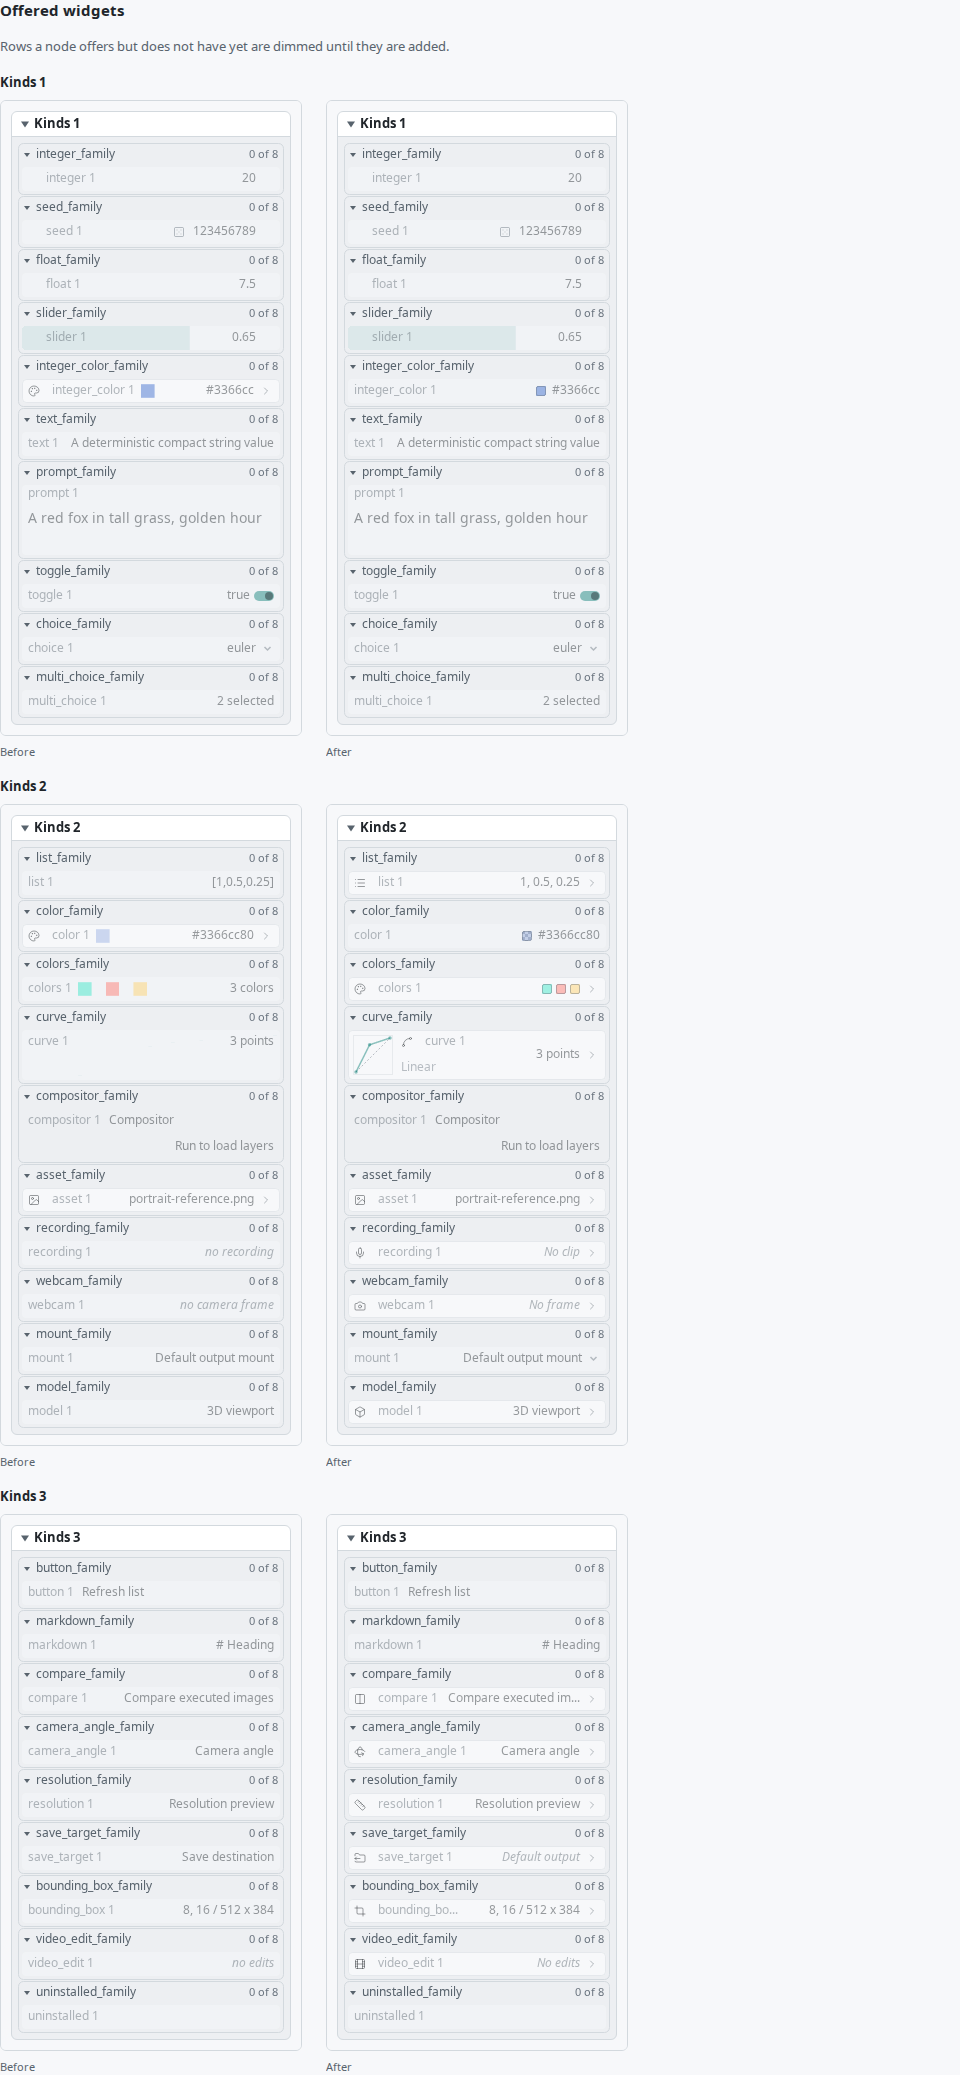 Offered widgets
Rows a node offers but does not have yet are dimmed until they are added.
Kinds 1
Kinds 1
integer_family 0 of 8
integer 1 20
seed_family 0 of 8
seed 1 123456789
float_family 0 of 8
float 1 7.5
slider_family 0 of 8
slider 1 0.65
integer_color_family 0 of 8
integer_color 1 #3366cc
text_family 0 of 8
text 1 A deterministic compact string value
prompt_family 0 of 8
prompt 1
A red fox in tall grass, golden hour
toggle_family 0 of 8
toggle 1 true
choice_family 0 of 8
choice 1 euler
multi_choice_family 0 of 8
multi_choice 1 2 selected
Before
Kinds 1
integer_family 0 of 8
integer 1 20
seed_family 0 of 8
seed 1 123456789
float_family 0 of 8
float 1 7.5
slider_family 0 of 8
slider 1 0.65
integer_color_family 0 of 8
integer_color 1 #3366cc
text_family 0 of 8
text 1 A deterministic compact string value
prompt_family 0 of 8
prompt 1
A red fox in tall grass, golden hour
toggle_family 0 of 8
toggle 1 true
choice_family 0 of 8
choice 1 euler
multi_choice_family 0 of 8
multi_choice 1 2 selected
After
Kinds 2
Kinds 2
list_family 0 of 8
list 1 [1,0.5,0.25]
color_family 0 of 8
color 1 #3366cc80
colors_family 0 of 8
colors 1 3 colors
curve_family 0 of 8
curve 1 3 points
compositor_family 0 of 8
compositor 1 Compositor
Run to load layers
asset_family 0 of 8
asset 1 portrait-reference.png
recording_family 0 of 8
recording 1 no recording
webcam_family 0 of 8
webcam 1 no camera frame
mount_family 0 of 8
mount 1 Default output mount
model_family 0 of 8
model 1 3D viewport
Before
Kinds 2
list_family 0 of 8
list 1 1, 0.5, 0.25
color_family 0 of 8
color 1 #3366cc80
colors_family 0 of 8
colors 1
curve_family 0 of 8
curve 1
3 points
Linear
compositor_family 0 of 8
compositor 1 Compositor
Run to load layers
asset_family 0 of 8
asset 1 portrait-reference.png
recording_family 0 of 8
recording 1 No clip
webcam_family 0 of 8
webcam 1 No frame
mount_family 0 of 8
mount 1 Default output mount
model_family 0 of 8
model 1 3D viewport
After
Kinds 3
Kinds 3
button_family 0 of 8
button 1 Refresh list
markdown_family 0 of 8
markdown 1 # Heading
compare_family 0 of 8
compare 1 Compare executed images
camera_angle_family 0 of 8
camera_angle 1 Camera angle
resolution_family 0 of 8
resolution 1 Resolution preview
save_target_family 0 of 8
save_target 1 Save destination
bounding_box_family 0 of 8
bounding_box 1 8, 16 / 512 x 384
video_edit_family 0 of 8
video_edit 1 no edits
uninstalled_family 0 of 8
uninstalled 1
Before
Kinds 3
button_family 0 of 8
button 1 Refresh list
markdown_family 0 of 8
markdown 1 # Heading
compare_family 0 of 8
compare 1 Compare executed im...
camera_angle_family 0 of 8
camera_angle 1 Camera angle
resolution_family 0 of 8
resolution 1 Resolution preview
save_target_family 0 of 8
save_target 1 Default output
bounding_box_family 0 of 8
bounding_bo... 8, 16 / 512 x 384
video_edit_family 0 of 8
video_edit 1 No edits
uninstalled_family 0 of 8
uninstalled 1
After